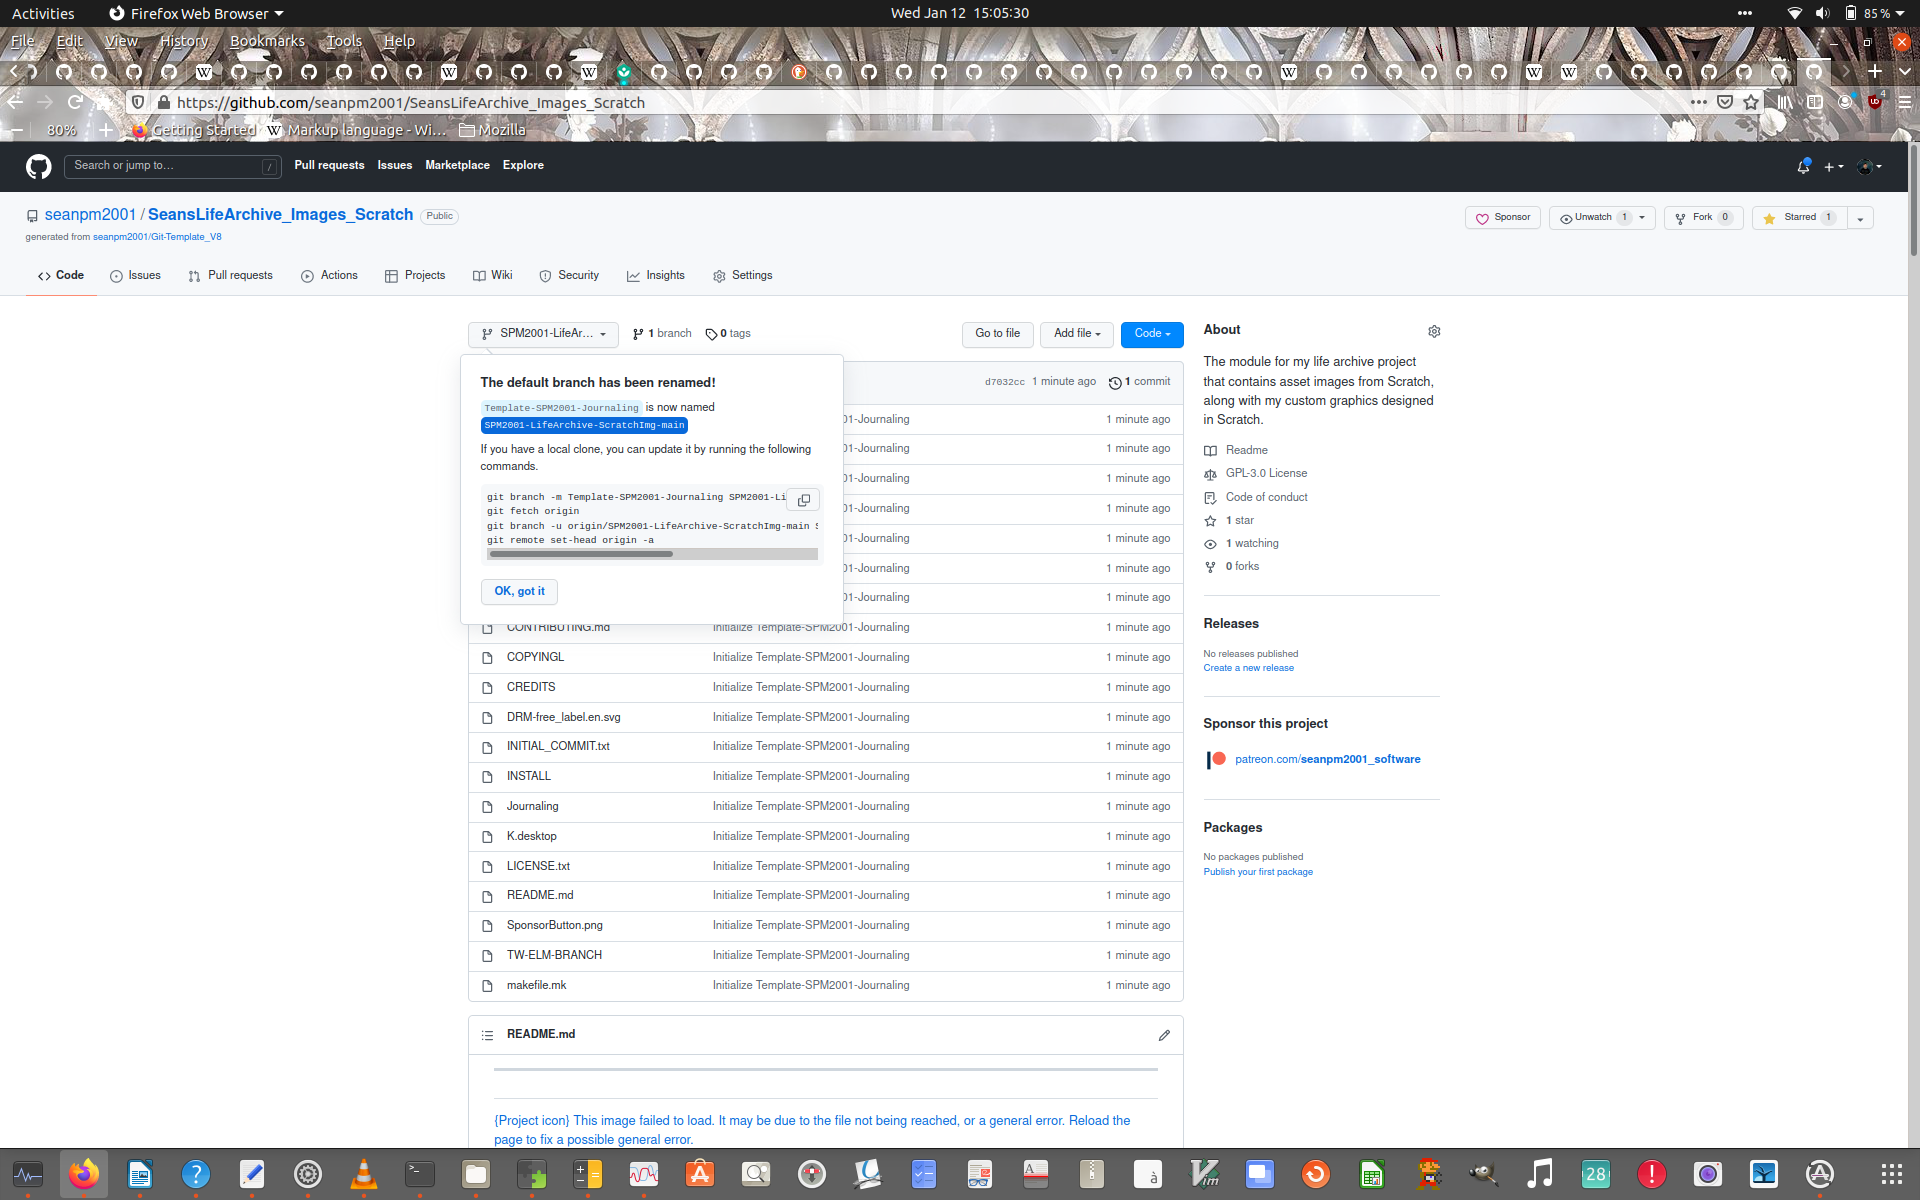 Activities
Firefox Web Browser
Wed Jan 12 15:05:30
85 %
File Edit View History Bookmarks Tools Help
https://github.com/seanpm2001/SeansLifeArchive_Images_Scratch
4
80%
Getting Started
Markup language - Wi…
Mozilla
Search or jump to…
/
Pull requests Issues Marketplace Explore
seanpm2001 / SeansLifeArchive_Images_Scratch Public
generated from seanpm2001/Git-Template_V8
Sponsor
Unwatch 1
Fork 0
Starred 1
Code Issues Pull requests Actions Projects Wiki Security Insights Settings
SPM2001-LifeAr…
1 branch
0 tags
Go to file
Add file
Code
The default branch has been renamed!
Template-SPM2001-Journaling is now named
SPM2001-LifeArchive-ScratchImg-main
If you have a local clone, you can update it by running the following
commands.
git branch -m Template-SPM2001-Journaling SPM2001-Li
git fetch origin
git branch -u origin/SPM2001-LifeArchive-ScratchImg-main S
git remote set-head origin -a
OK, got it
d7032cc 1 minute ago 1 commit
01-Journaling 1 minute ago
01-Journaling 1 minute ago
01-Journaling 1 minute ago
01-Journaling 1 minute ago
01-Journaling 1 minute ago
01-Journaling 1 minute ago
01-Journaling 1 minute ago
CONTRIBUTING.md Initialize Template-SPM2001-Journaling 1 minute ago
COPYINGL Initialize Template-SPM2001-Journaling 1 minute ago
CREDITS Initialize Template-SPM2001-Journaling 1 minute ago
DRM-free_label.en.svg Initialize Template-SPM2001-Journaling 1 minute ago
INITIAL_COMMIT.txt Initialize Template-SPM2001-Journaling 1 minute ago
INSTALL Initialize Template-SPM2001-Journaling 1 minute ago
Journaling Initialize Template-SPM2001-Journaling 1 minute ago
K.desktop Initialize Template-SPM2001-Journaling 1 minute ago
LICENSE.txt Initialize Template-SPM2001-Journaling 1 minute ago
README.md Initialize Template-SPM2001-Journaling 1 minute ago
SponsorButton.png Initialize Template-SPM2001-Journaling 1 minute ago
TW-ELM-BRANCH Initialize Template-SPM2001-Journaling 1 minute ago
makefile.mk Initialize Template-SPM2001-Journaling 1 minute ago
README.md
{Project icon} This image failed to load. It may be due to the file not being reached, or a general error. Reload the
page to fix a possible general error.
About
The module for my life archive project
that contains asset images from Scratch,
along with my custom graphics designed
in Scratch.
Readme
GPL-3.0 License
Code of conduct
1 star
1 watching
0 forks
Releases
No releases published
Create a new release
Sponsor this project
patreon.com/seanpm2001_software
Packages
No packages published
Publish your first package
28